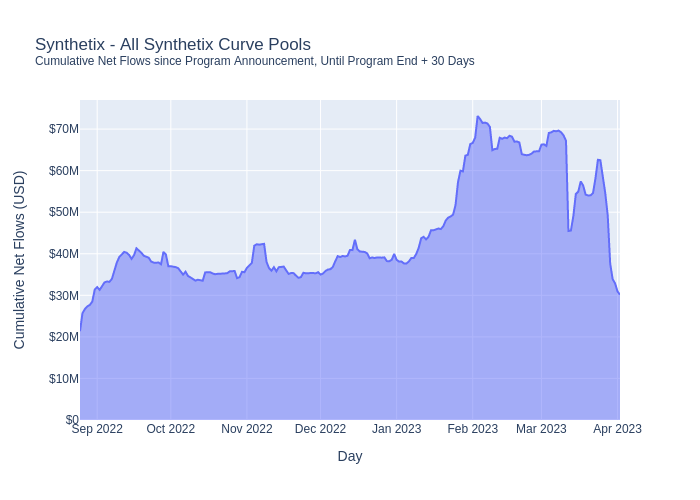 Synthetix - All Synthetix Curve Pools
Cumulative Net Flows since Program Announcement, Until Program End + 30 Days
Cumulative Net Flows (USD)
$70M
$60M
$50M
$40M
$30M
$20M
$10M
$0
Sep 2022 Oct 2022 Nov 2022 Dec 2022 Jan 2023 Feb 2023 Mar 2023 Apr 2023
Day